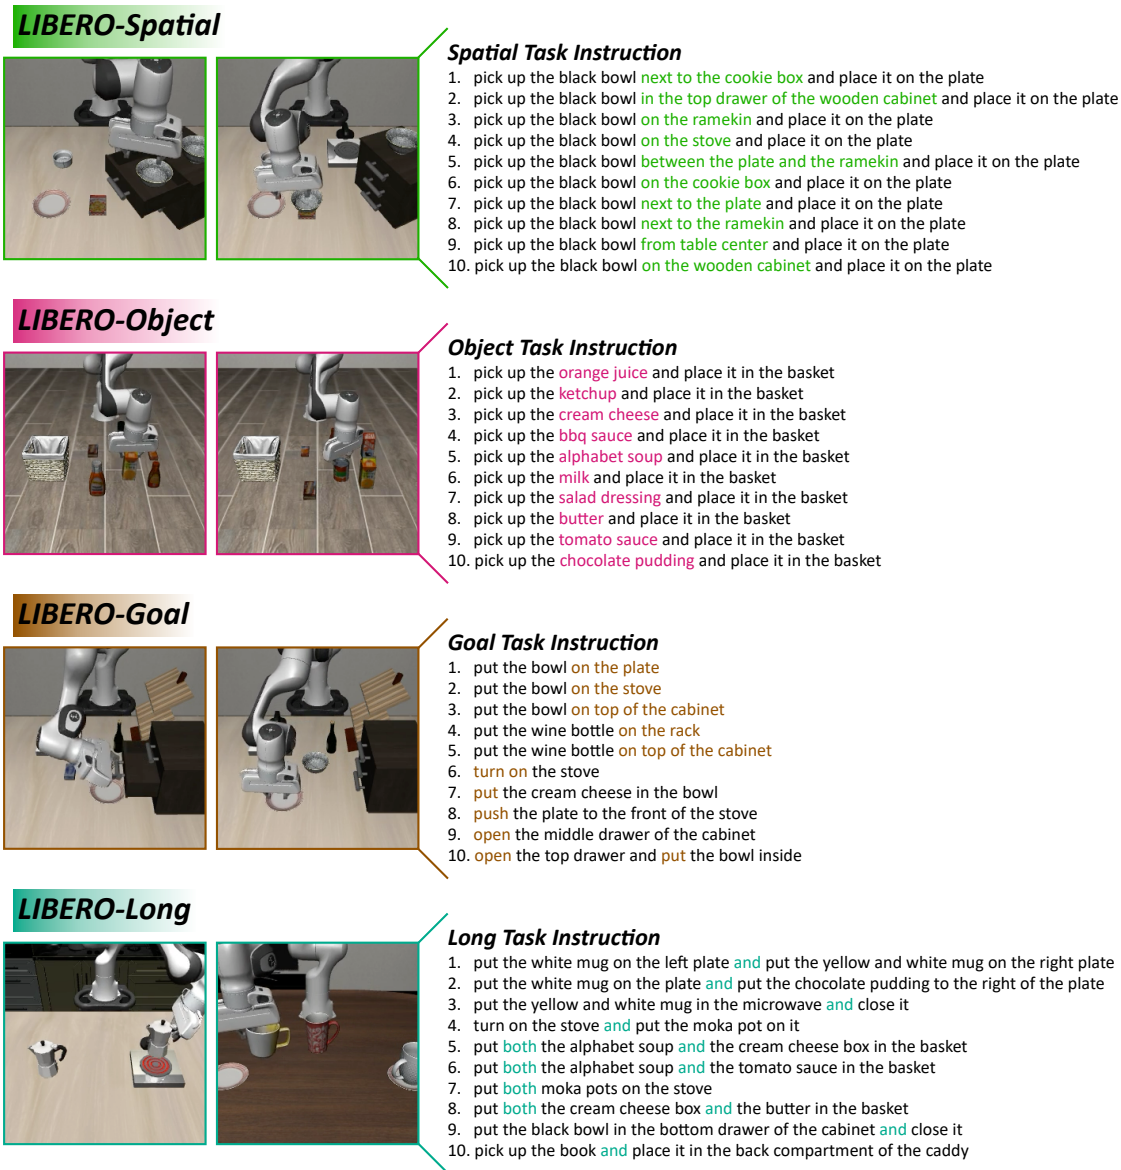 LIBERO-Spatial
Spatial Task Instruction
1. pick up the black bowl next to the cookie box and place it on the plate
2. pick up the black bowl in the top drawer of the wooden cabinet and place it on the plate
3. pick up the black bowl on the ramekin and place it on the plate
4. pick up the black bowl on the stove and place it on the plate
5. pick up the black bowl between the plate and the ramekin and place it on the plate
6. pick up the black bowl on the cookie box and place it on the plate
7. pick up the black bowl next to the plate and place it on the plate
8. pick up the black bowl next to the ramekin and place it on the plate
9. pick up the black bowl from table center and place it on the plate
10. pick up the black bowl on the wooden cabinet and place it on the plate
LIBERO-Object
Object Task Instruction
1. pick up the orange juice and place it in the basket
2. pick up the ketchup and place it in the basket
3. pick up the cream cheese and place it in the basket
4. pick up the bbq sauce and place it in the basket
5. pick up the alphabet soup and place it in the basket
6. pick up the milk and place it in the basket
7. pick up the salad dressing and place it in the basket
8. pick up the butter and place it in the basket
9. pick up the tomato sauce and place it in the basket
10. pick up the chocolate pudding and place it in the basket
LIBERO-Goal
Goal Task Instruction
1. put the bowl on the plate
2. put the bowl on the stove
3. put the bowl on top of the cabinet
4. put the wine bottle on the rack
5. put the wine bottle on top of the cabinet
6. turn on the stove
7. put the cream cheese in the bowl
8. push the plate to the front of the stove
9. open the middle drawer of the cabinet
10. open the top drawer and put the bowl inside
LIBERO-Long
Long Task Instruction
1. put the white mug on the left plate and put the yellow and white mug on the right plate
2. put the white mug on the plate and put the chocolate pudding to the right of the plate
3. put the yellow and white mug in the microwave and close it
4. turn on the stove and put the moka pot on it
5. put both the alphabet soup and the cream cheese box in the basket
6. put both the alphabet soup and the tomato sauce in the basket
7. put both moka pots on the stove
8. put both the cream cheese box and the butter in the basket
9. put the black bowl in the bottom drawer of the cabinet and close it
10. pick up the book and place it in the back compartment of the caddy